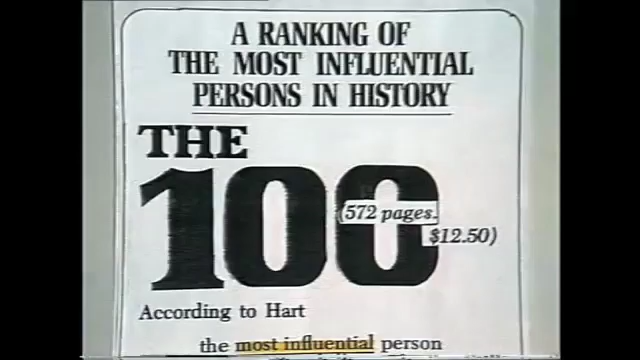 A RANKING OF
THE MOST INFLUENTIAL
PERSONS IN HISTORY
THE
100
(572 pages.
$12.50)
According to Hart
the most influential person